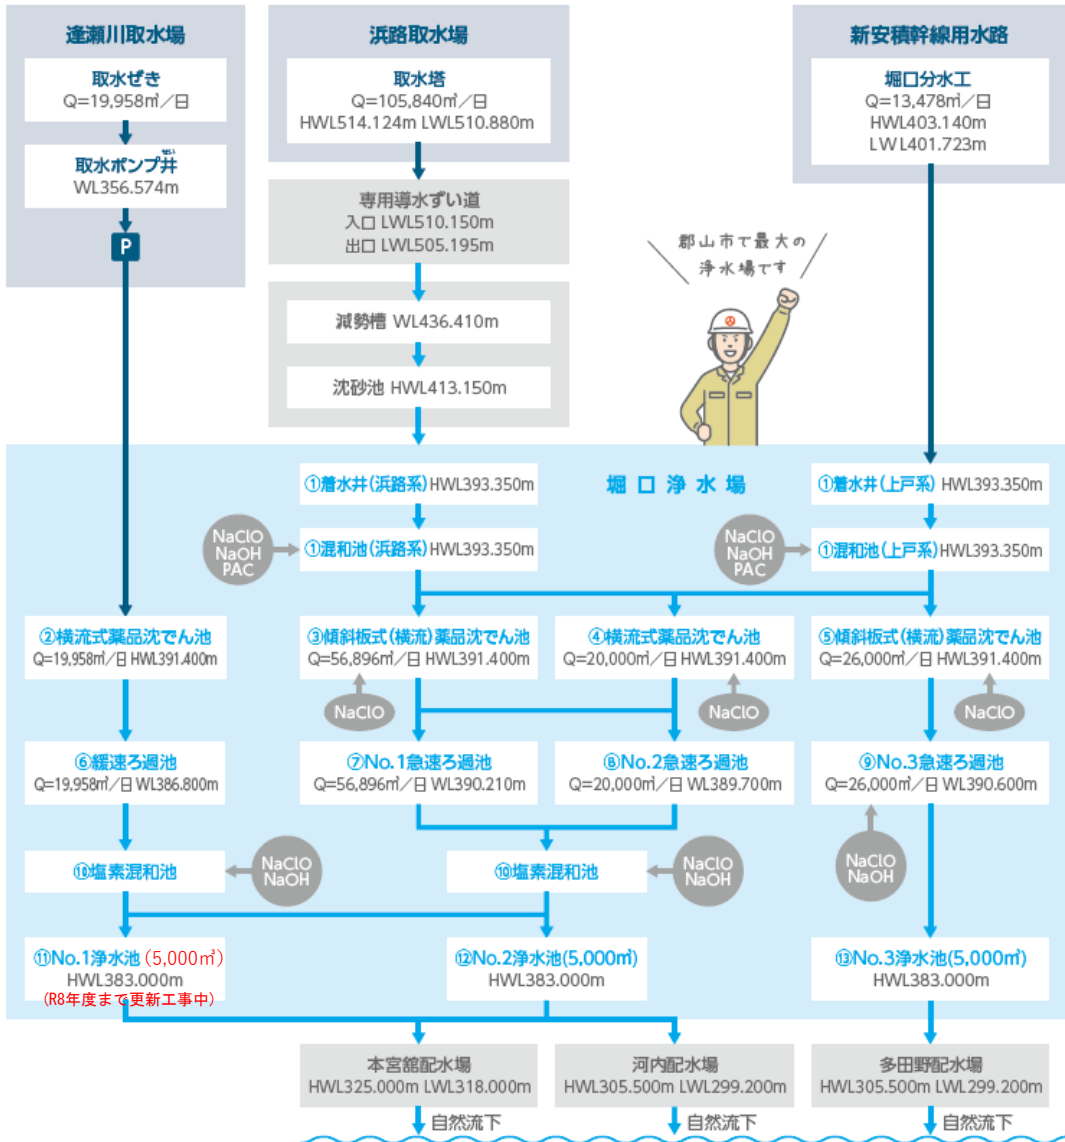 逢瀬川取水場
取水ぜき
Q=19,958㎥/日
取水ポンプ井
せい
WL356.574m
P
浜路取水場
取水塔
Q=105,840㎥/日
HWL514.124m LWL510.880m
専用導水ずい道
入口 LWL510.150m
出口 LWL505.195m
減勢槽 WL436.410m
沈砂池 HWL413.150m
新安積幹線用水路
堀口分水工
Q=13,478㎥/日
HWL403.140m
LWL401.723m
郡山市で最大の
浄水場です
堀口浄水場
①着水井(浜路系)HWL393.350m
①着水井(上戸系) HWL393.350m
NaClO
NaOH
PAC
①混和池(浜路系)HWL393.350m
NaClO
NaOH
PAC
①混和池(上戸系)HWL393.350m
②横流式薬品沈でん池
Q=19,958㎥/日 HWL391.400m
③傾斜板式(横流)薬品沈でん池
Q=56,896㎥/日 HWL391.400m
④横流式薬品沈でん池
Q=20,000㎥/日 HWL391.400m
⑤傾斜板式(横流)薬品沈でん池
Q=26,000㎥/日 HWL391.400m
NaClO
NaClO
NaClO
⑥緩速ろ過池
Q=19,958㎥/日 WL386.800m
⑦No.1急速ろ過池
Q=56,896㎥/日 WL390.210m
⑧No.2急速ろ過池
Q=20,000㎥/日 WL389.700m
⑨No.3急速ろ過池
Q=26,000㎥/日 WL390.600m
⑩塩素混和池
NaClO
NaOH
⑩塩素混和池
NaClO
NaOH
NaClO
NaOH
⑪No.1浄水池(5,000㎥)
HWL383.000m
(R8年度まで更新工事中)
⑫No.2浄水池(5,000㎥)
HWL383.000m
⑬No.3浄水池(5,000㎥)
HWL383.000m
本宮舘配水場
HWL325.000m LWL318.000m
河内配水場
HWL305.500m LWL299.200m
多田野配水場
HWL305.500m LWL299.200m
自然流下
自然流下
自然流下